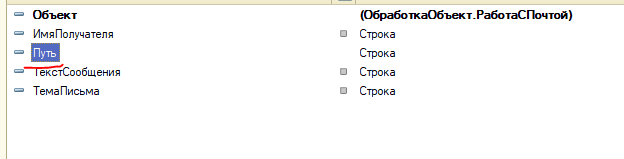 Объект (ОбработкаОбъект.РаботаСПочтой)
ИмяПолучателя Строка
Путь Строка
ТекстСообщения Строка
ТемаПисьма Строка